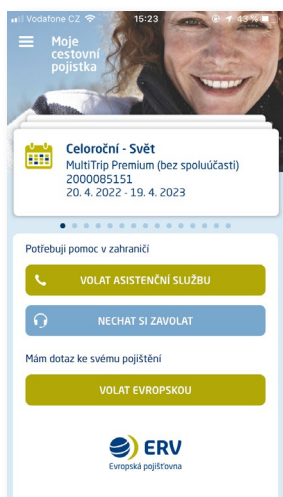 Vodafone CZ 15:23 43 %
Moje
cestovní
pojistka
Celoroční - Svět
MultiTrip Premium (bez spoluúčasti)
2000085151
20. 4. 2022 - 19. 4. 2023
Potřebuji pomoc v zahraničí
VOLAT ASISTENČNÍ SLUŽBU
NECHAT SI ZAVOLAT
Mám dotaz ke svému pojištění
VOLAT EVROPSKOU
ERV
Evropská pojišťovna